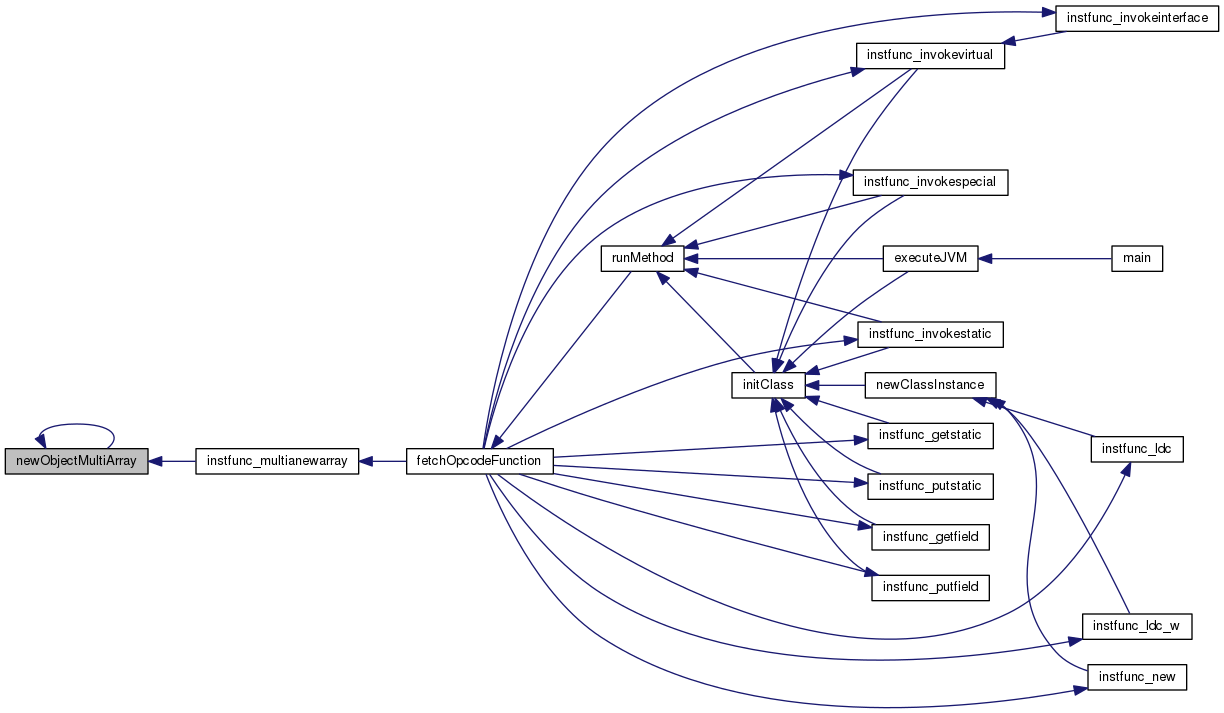 instfunc_invokeinterface
instfunc_invokevirtual
instfunc_invokespecial
runMethod
executeJVM
main
instfunc_invokestatic
initClass
newClassInstance
instfunc_getstatic
instfunc_ldc
newObjectMultiArray
instfunc_multianewarray
fetchOpcodeFunction
instfunc_putstatic
instfunc_getfield
instfunc_putfield
instfunc_ldc_w
instfunc_new